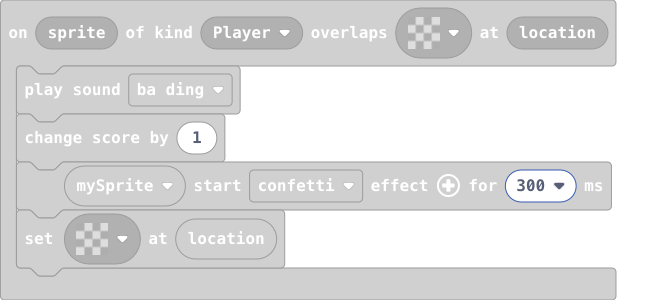 on sprite of kind Player overlaps at location
play sound ba ding
change score by 1
mySprite start confetti effect for 300 ms
set at location